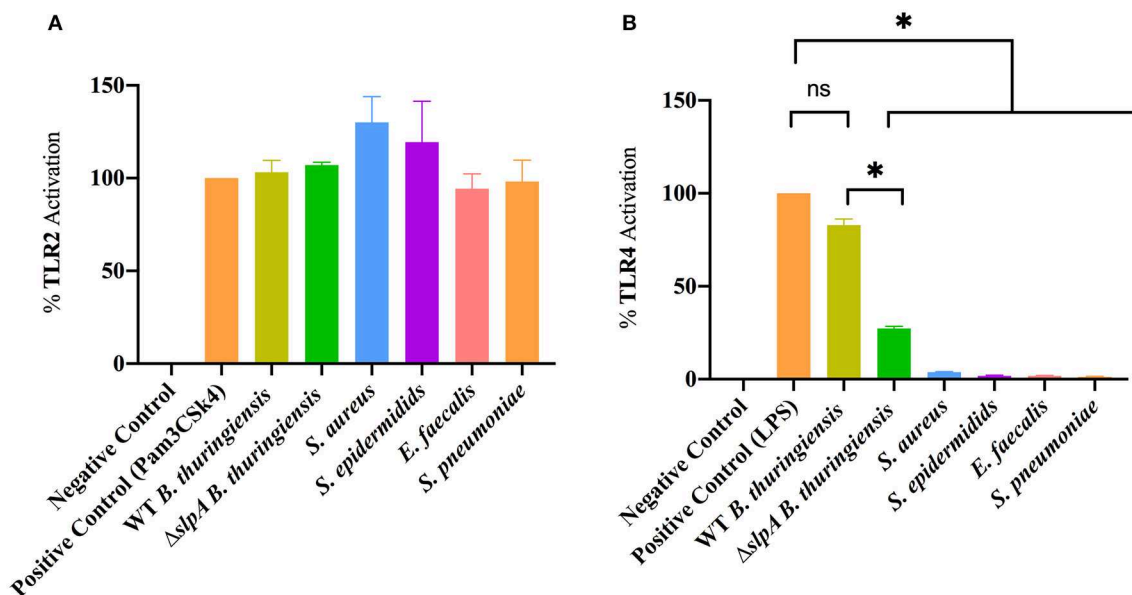 A
% TLR2 Activation
150
100
50
0
Negative Control
Positive Control (Pam3CSk4)
WT B. thuringiensis
ΔslpA B. thuringiensis
S. aureus
S. epidermidids
E. faecalis
S. pneumoniae
B
% TLR4 Activation
150
100
50
0
*
ns
*
Negative Control
Positive Control (LPS)
WT B. thuringiensis
ΔslpA B. thuringiensis
S. aureus
S. epidermidids
E. faecalis
S. pneumoniae